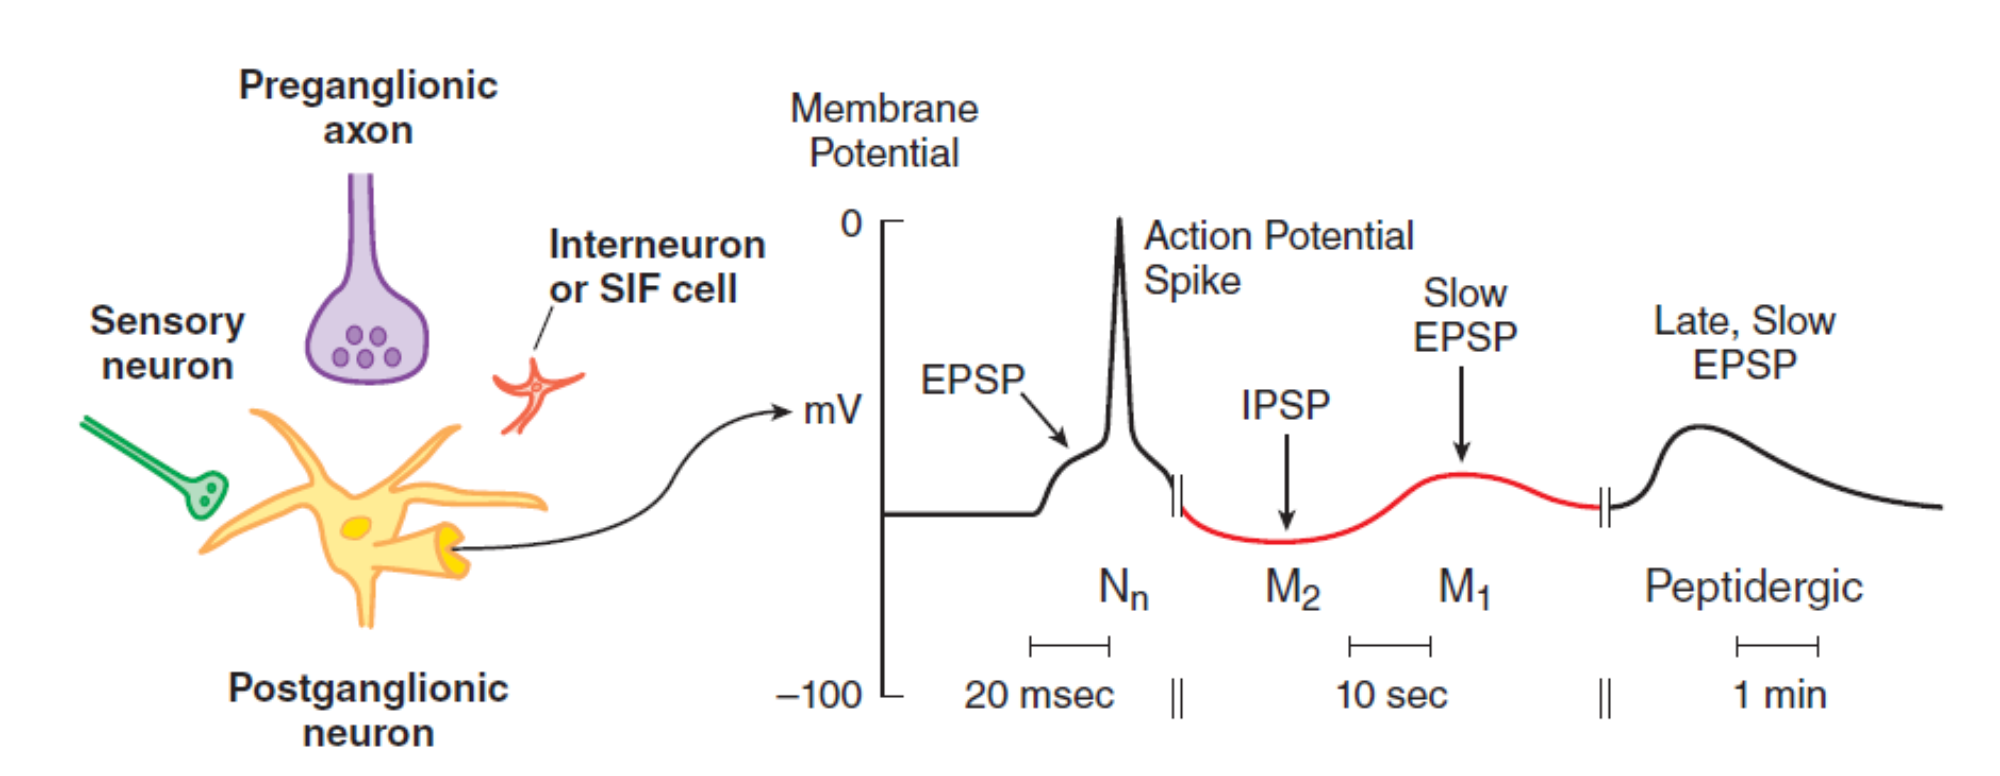 Preganglionic
axon
Interneuron
or SIF cell
Sensory
neuron
Postganglionic
neuron
Membrane
Potential
0
mV
–100
EPSP
Action Potential
Spike
IPSP
Slow
EPSP
Late, Slow
EPSP
Nn
M2
M1
Peptidergic
20 msec
10 sec
1 min